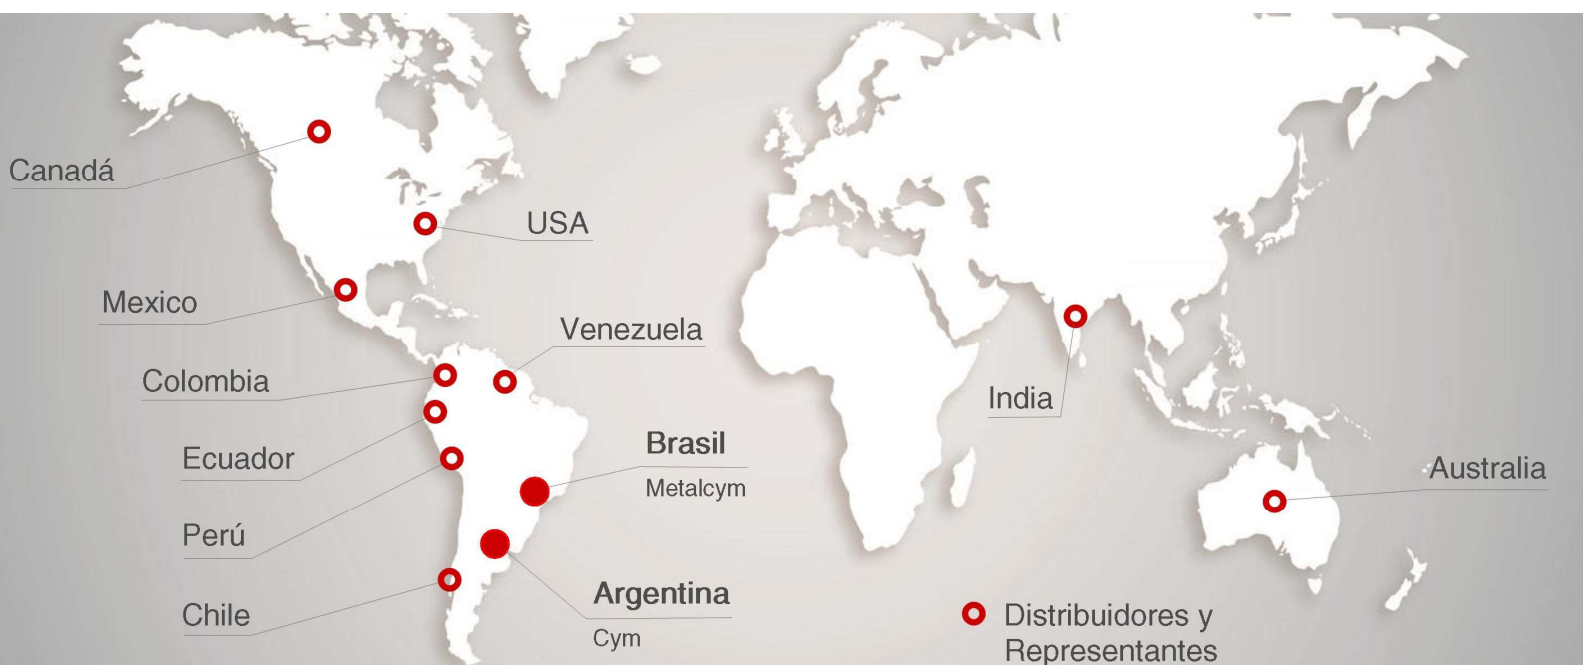 Canadá
USA
Mexico
Venezuela
Colombia
India
Brasil
Metalcym
Ecuador
Australia
Perú
Argentina
Cym
Chile
Distribuidores y
Representantes